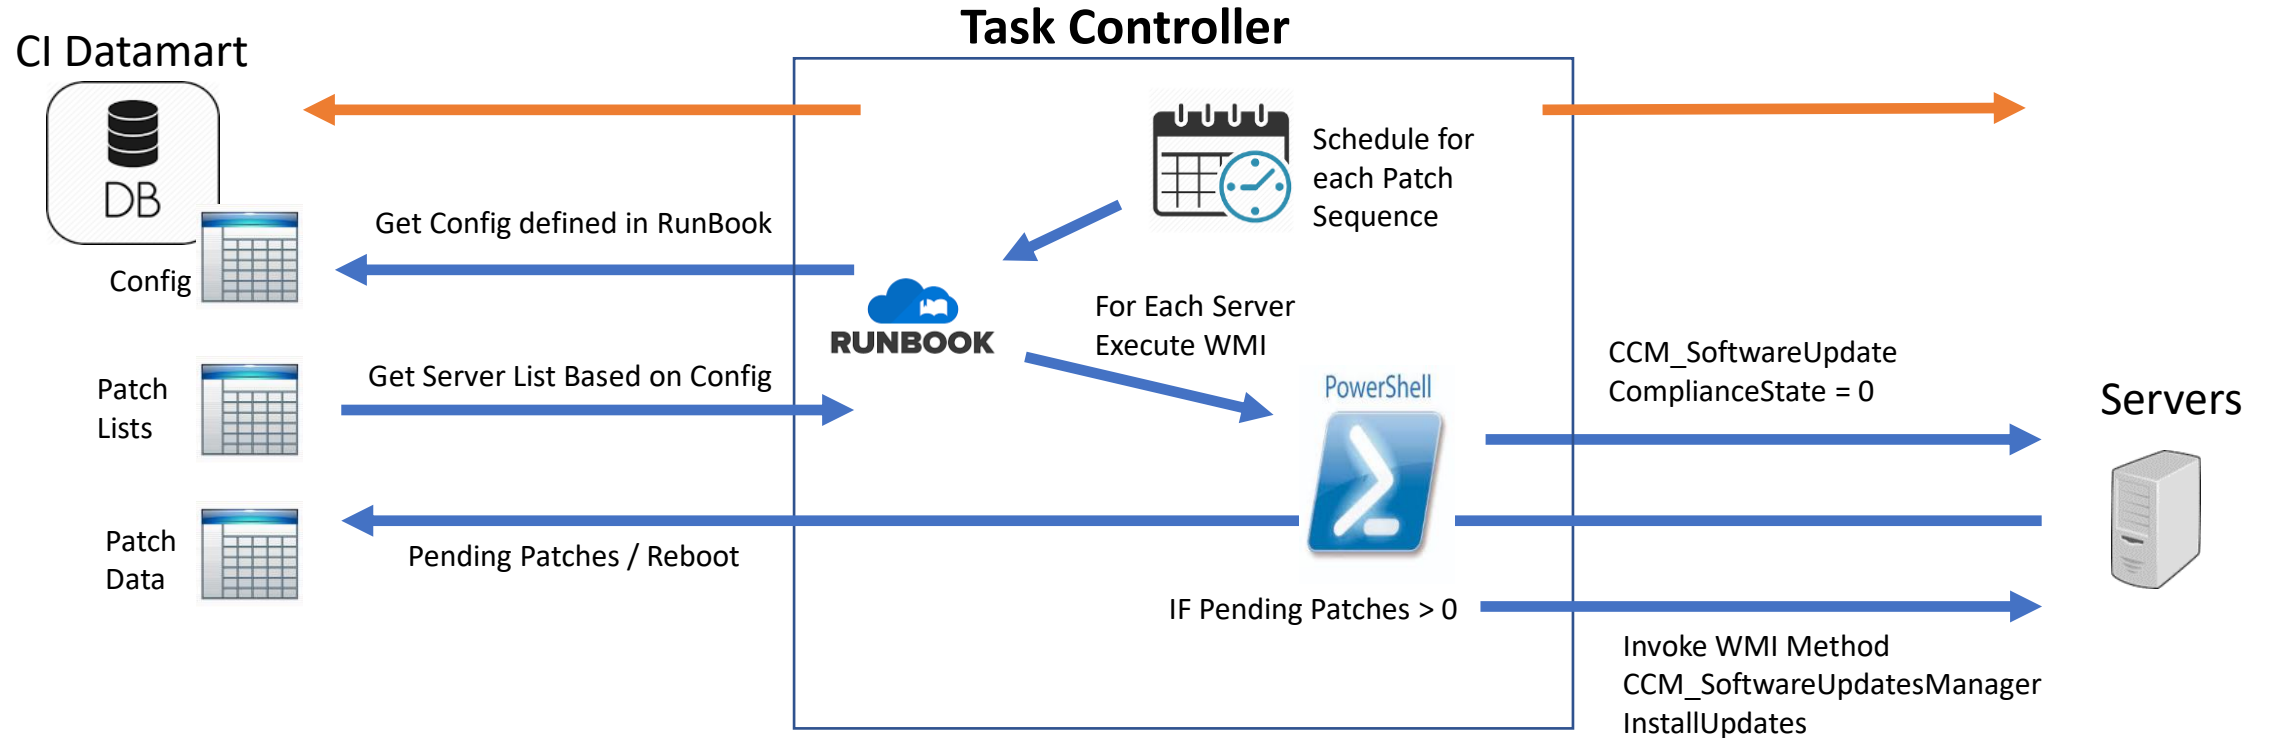 Task Controller
CI Datamart
DB
Schedule for
each Patch
Sequence
Get Config defined in RunBook
Config
RUNBOOK
For Each Server
Execute WMI
Patch
Lists
Get Server List Based on Config
PowerShell
CCM_SoftwareUpdate
ComplianceState = 0
Servers
Patch
Data
Pending Patches / Reboot
IF Pending Patches > 0
Invoke WMI Method
CCM_SoftwareUpdatesManager
InstallUpdates